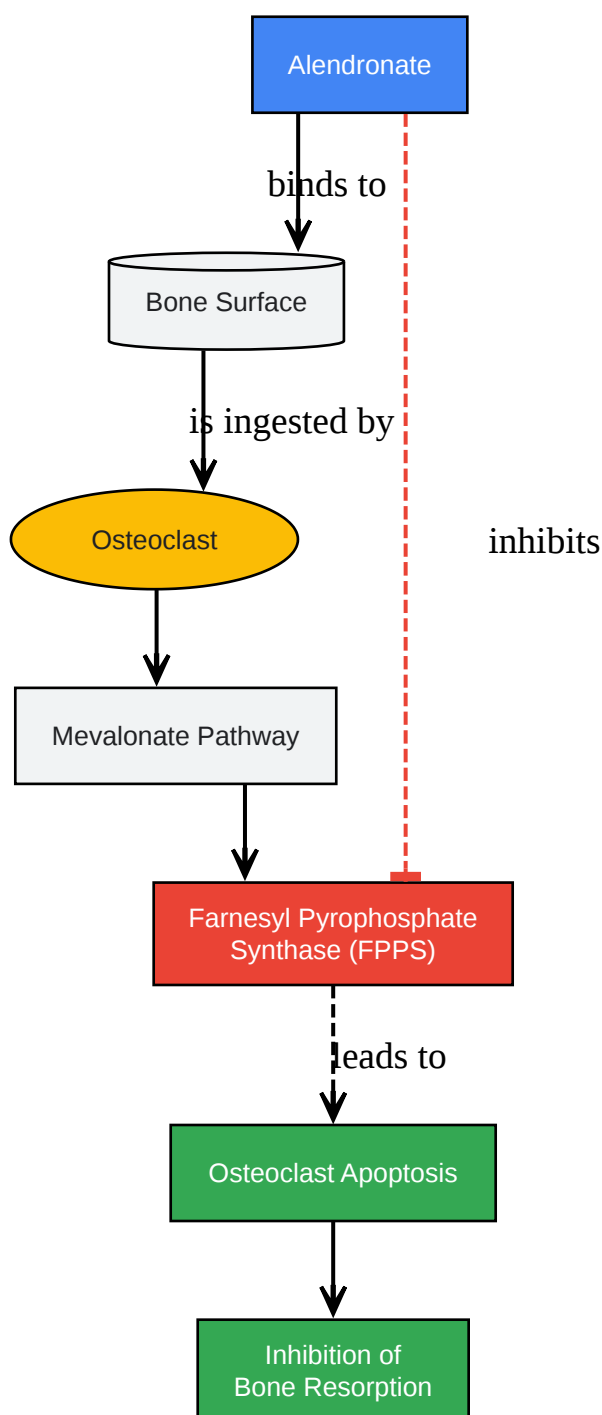 Alendronate
binds to
Bone Surface
is ingested by
Osteoclast
inhibits
Mevalonate Pathway
Farnesyl Pyrophosphate
Synthase (FPPS)
leads to
Osteoclast Apoptosis
Inhibition of
Bone Resorption